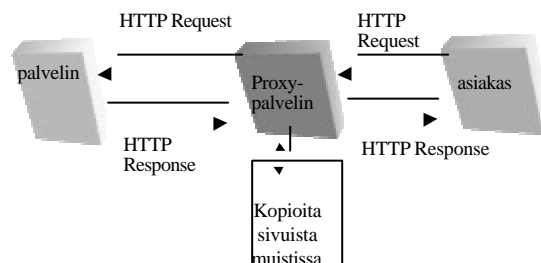 HTTP Request
HTTP
Request
palvelin
Proxy-
palvelin
asiakas
HTTP
Response
HTTP Response
Kopioita
sivuista
muistissa